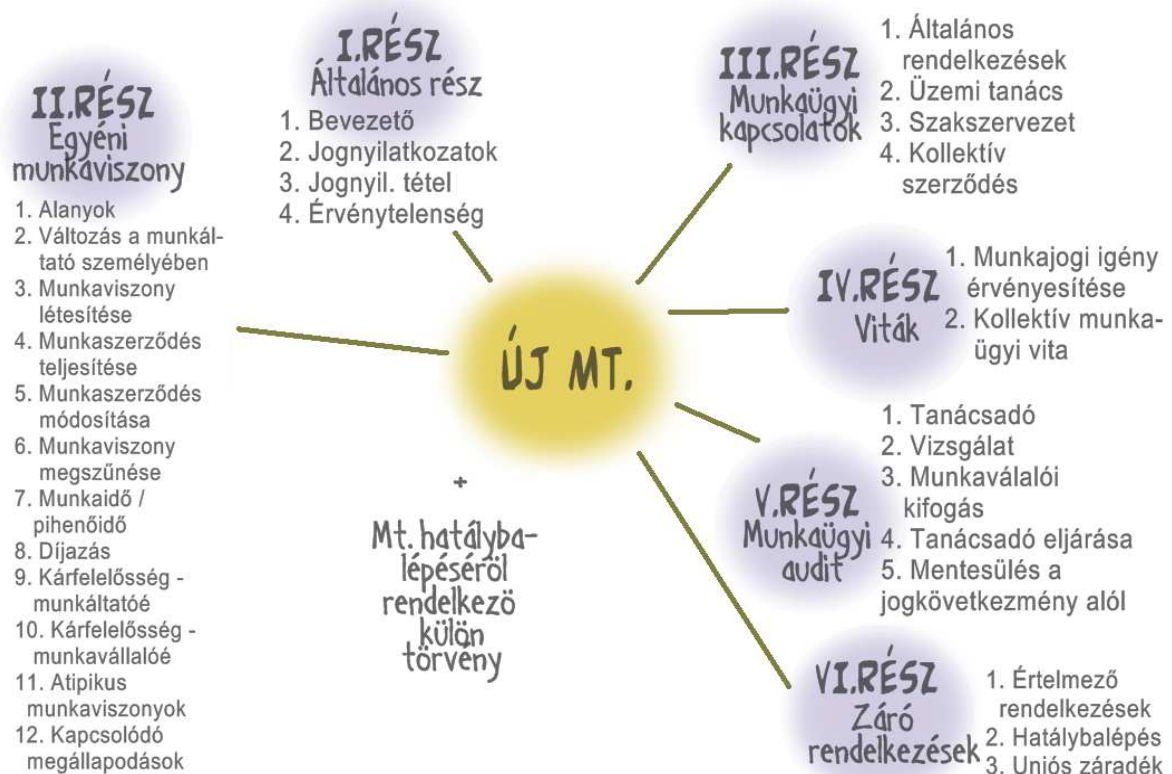 I.RÉSZ
Általános rész
1. Bevezető
2. Jognyilatkozatok
3. Jognyil. tétel
4. Érvénytelenség
II.RÉSZ
Egyéni
munkaviszony
1. Alanyok
2. Változás a munkál-
tató személyében
3. Munkaviszony
létesítése
4. Munkaszerződés
teljesítése
5. Munkaszerződés
módosítása
6. Munkaviszony
megszűnése
7. Munkaidő /
pihenőidő
8. Díjazás
9. Kárfelelősség -
munkáltatóé
10. Kárfelelősség -
munkavállalóé
11. Atipikus
munkaviszonyok
12. Kapcsolódó
megállapodások
III.RÉSZ
Munkaügyi
kapcsolatok
1. Általános
rendelkezések
2. Üzemi tanács
3. Szakszervezet
4. Kollektív
szerződés
IV.RÉSZ
Viták
1. Munkajogi igény
érvényesítése
2. Kollektív munka-
ügyi vita
ÚJ MT.
+
Mt. hatályba-
lépéséröl
rendelkezö
külön
törvény
V.RÉSZ
Munkaügyi
audit
1. Tanácsadó
2. Vizsgálat
3. Munkaválalói
kifogás
4. Tanácsadó eljárása
5. Mentesülés a
jogkövetkezmény alól
VI.RÉSZ
Záró
rendelkezések
1. Értelmező
rendelkezések
2. Hatálybalépés
3. Uniós záradék